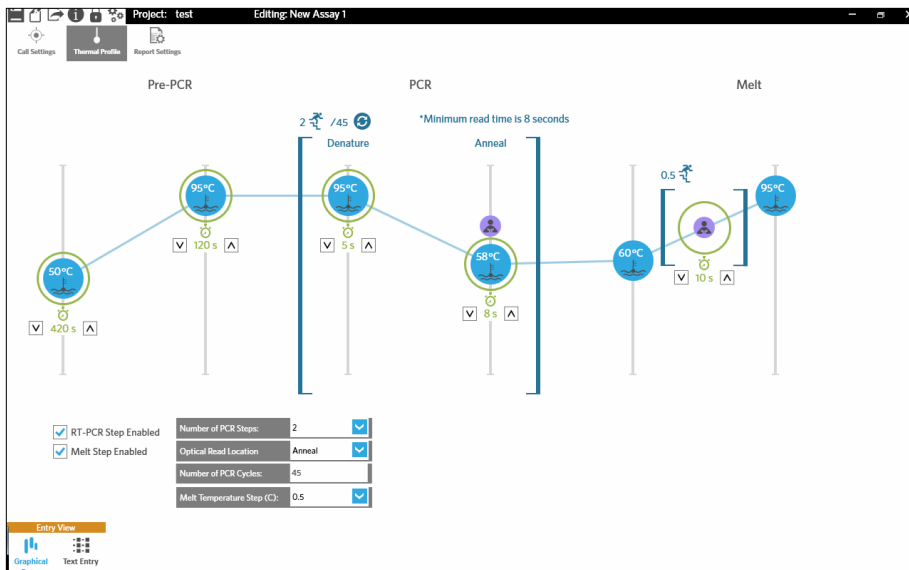 Project: test Editing: New Assay 1
Call Settings Thermal Profile Report Settings
Pre-PCR PCR Melt
2 /45 *Minimum read time is 8 seconds
Denature Anneal
0.5
95°C 95°C 95°C
120 s 5 s
50°C 58°C 60°C
10 s
420 s 8 s
RT-PCR Step Enabled
Melt Step Enabled
Number of PCR Steps: 2
Optical Read Location Anneal
Number of PCR Cycles: 45
Melt Temperature Step (C): 0.5
Entry View
Graphical Text Entry